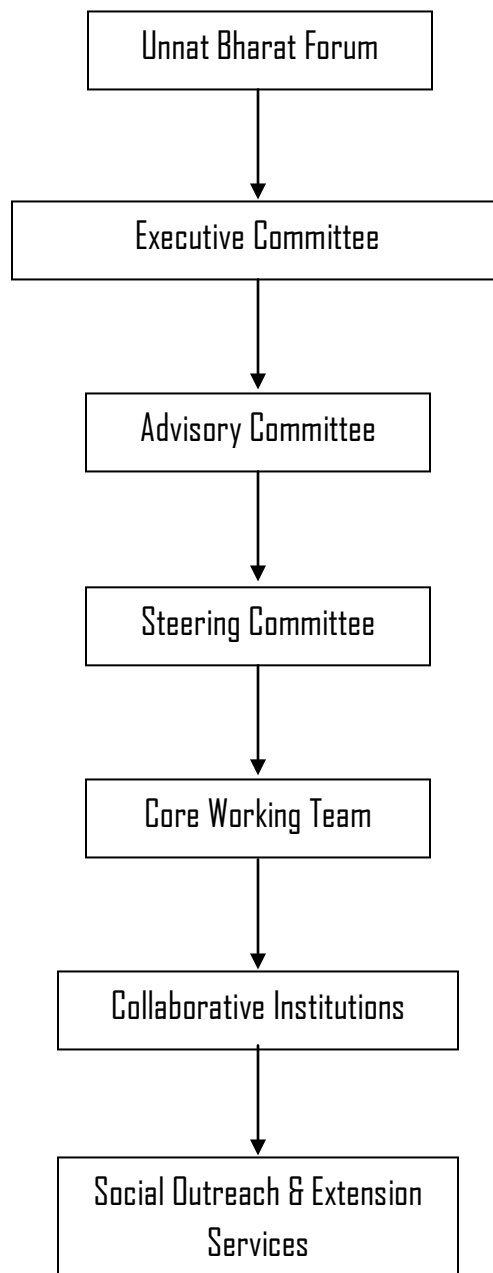 Unnat Bharat Forum
Executive Committee
Advisory Committee
Steering Committee
Core Working Team
Collaborative Institutions
Social Outreach & Extension
Services